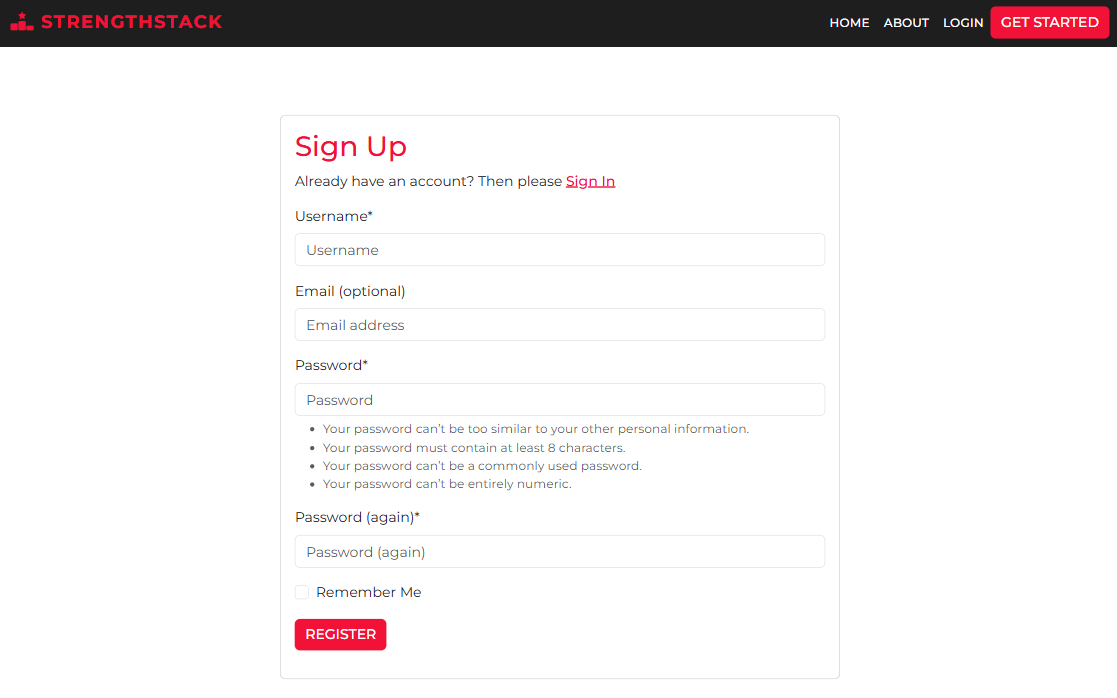 STRENGTHSTACK
HOME ABOUT LOGIN GET STARTED
Sign Up
Already have an account? Then please Sign In
Username*
Username
Email (optional)
Email address
Password*
Password
Your password can't be too similar to your other personal information.
Your password must contain at least 8 characters.
Your password can't be a commonly used password.
Your password can't be entirely numeric.
Password (again)*
Password (again)
Remember Me
REGISTER